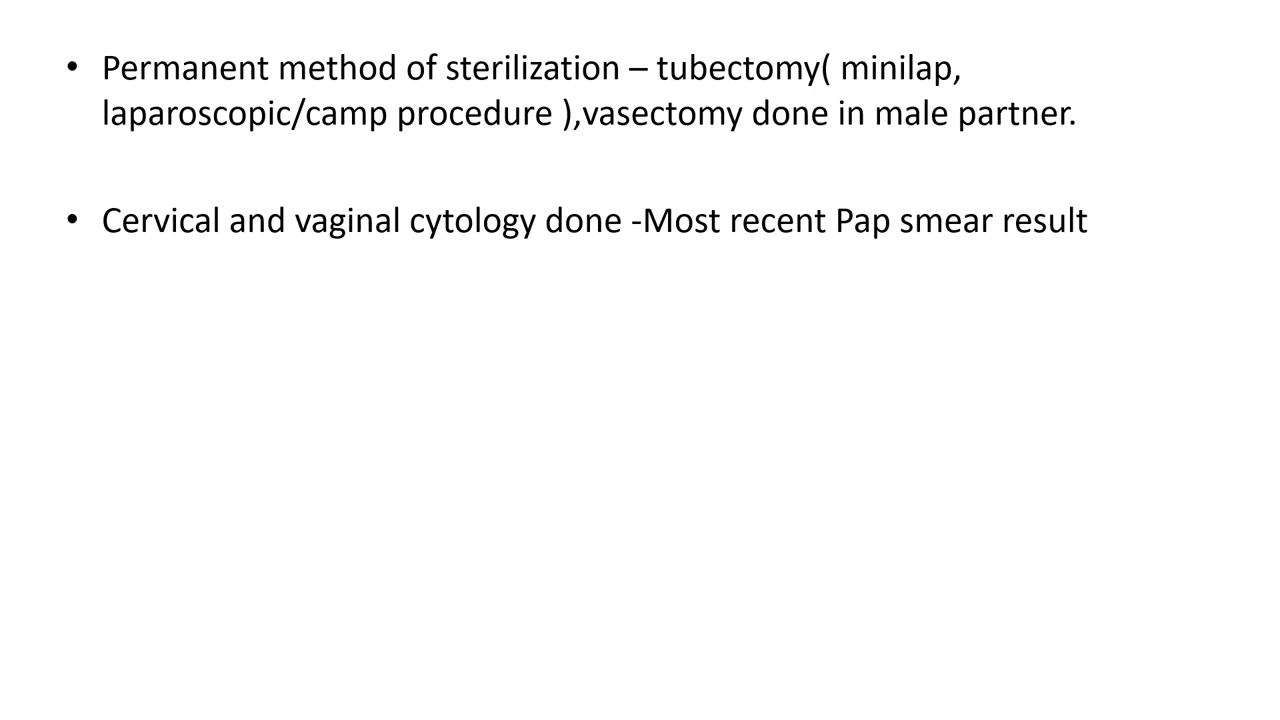 • Permanent method of sterilization – tubectomy( minilap,
laparoscopic/camp procedure ),vasectomy done in male partner.
• Cervical and vaginal cytology done -Most recent Pap smear result